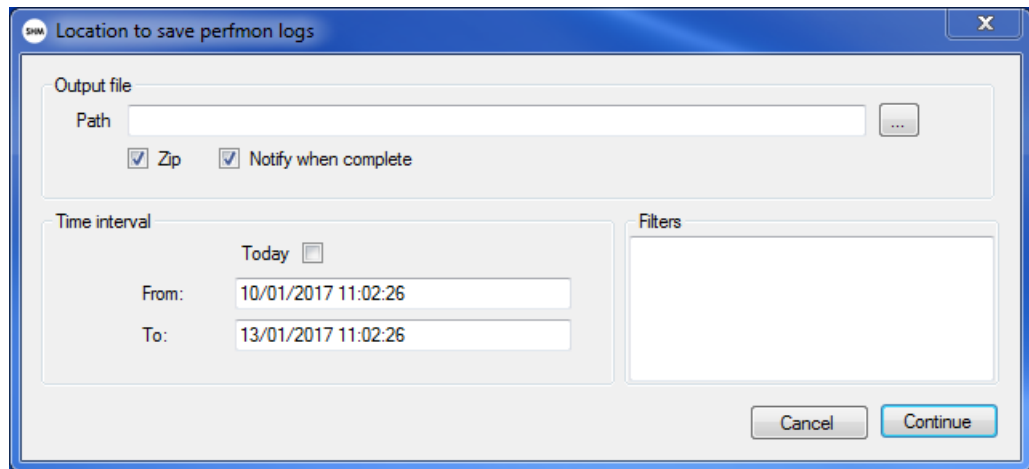 SHM Location to save perfmon logs X
Output file
Path ...
Zip Notify when complete
Time interval
Filters
Today
From: 10/01/2017 11:02:26
To: 13/01/2017 11:02:26
Cancel Continue